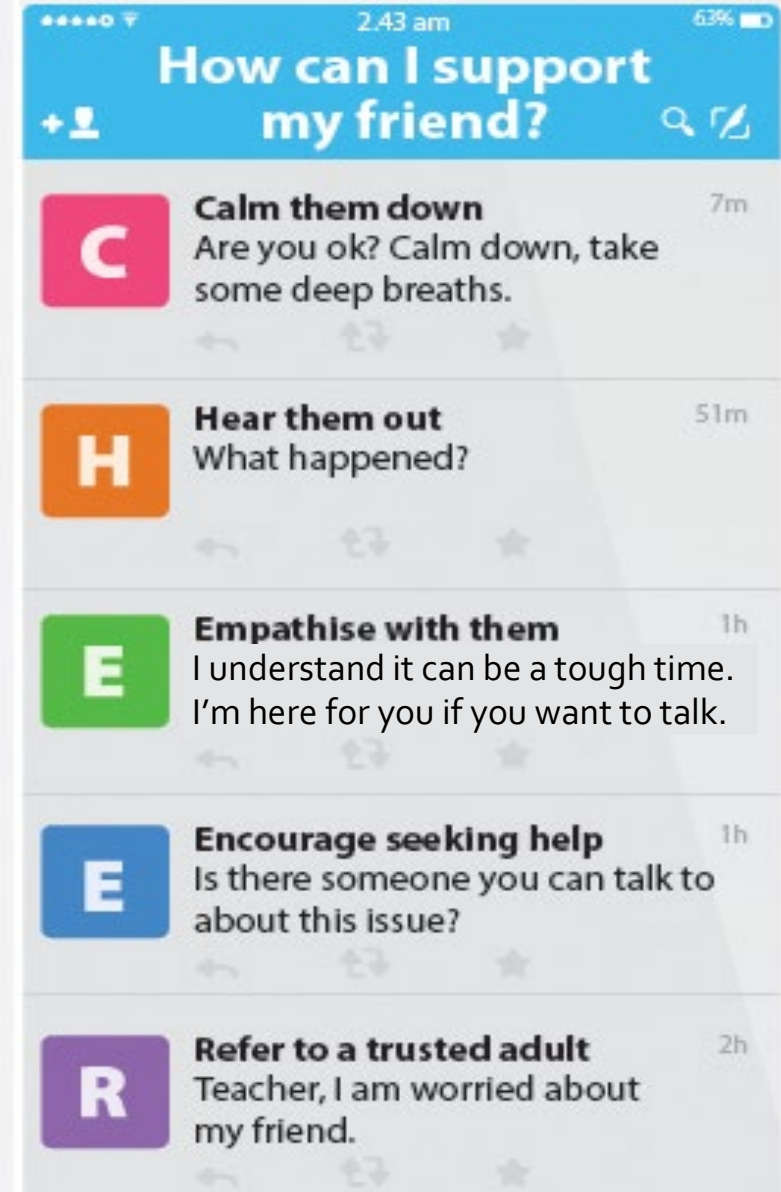 2.43 am
63%
How can I support
my friend?
C
Calm them down
7m
Are you ok? Calm down, take
some deep breaths.
H
Hear them out
51m
What happened?
E
Empathise with them
1h
I understand it can be a tough time.
I'm here for you if you want to talk.
E
Encourage seeking help
1h
Is there someone you can talk to
about this issue?
R
Refer to a trusted adult
2h
Teacher, I am worried about
my friend.